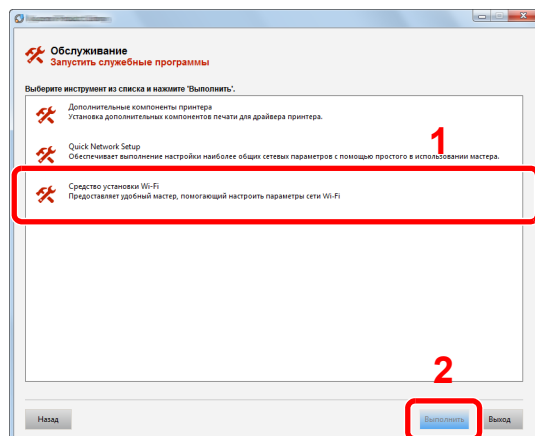 Обслуживание
Запустить служебные программы
Выберите инструмент из списка и нажмите 'Выполнить'.
Дополнительные компоненты принтера
Установка дополнительных компонентов печати для драйвера принтера.
1
Quick Network Setup
Обеспечивает выполнение настройки наиболее общих сетевых параметров с помощью простого в использовании мастера.
Средство установки Wi-Fi
Предоставляет удобный мастер, помогающий настроить параметры сети Wi-Fi
2
Назад
Выполнить
Выход